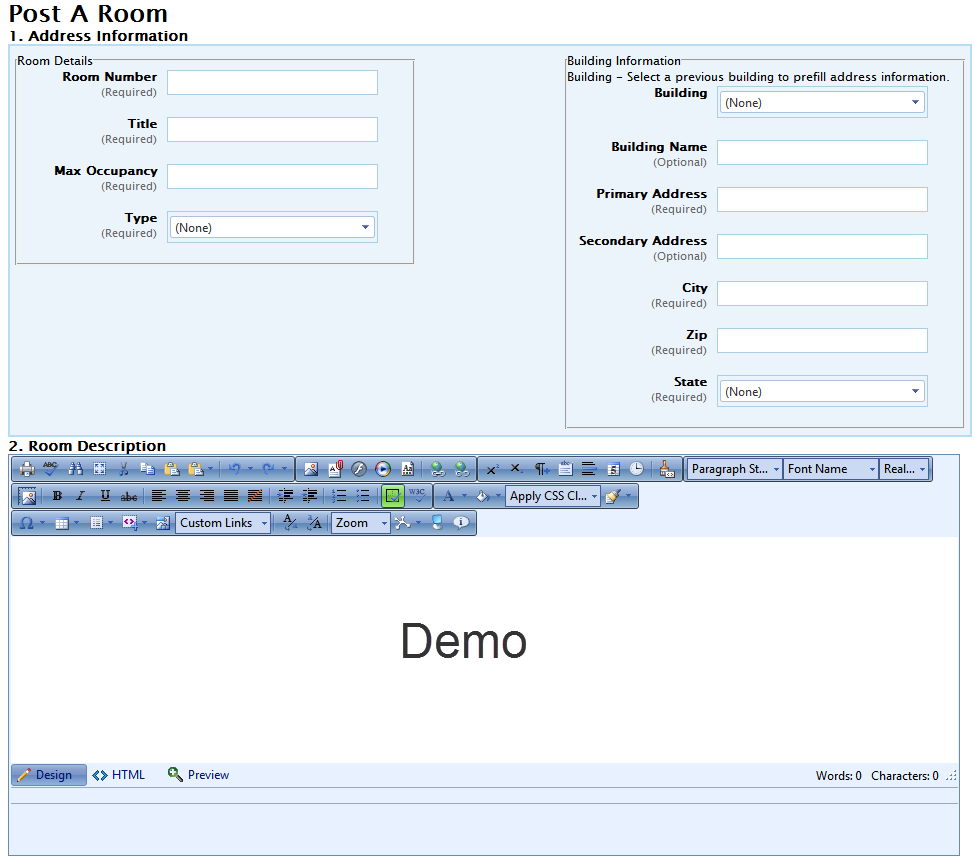 Post A Room
1. Address Information
Room Details
Room Number
(Required)
Title
(Required)
Max Occupancy
(Required)
Type
(Required)
(None)
Building Information
Building - Select a previous building to prefill address information.
Building
(None)
Building Name
(Optional)
Primary Address
(Required)
Secondary Address
(Optional)
City
(Required)
Zip
(Required)
State
(Required)
(None)
2. Room Description
ABC
Paragraph St... Font Name Real...
B I U abc W3C A Apply CSS Cl...
Ω Custom Links Zoom
Demo
Design HTML Preview Words: 0 Characters: 0